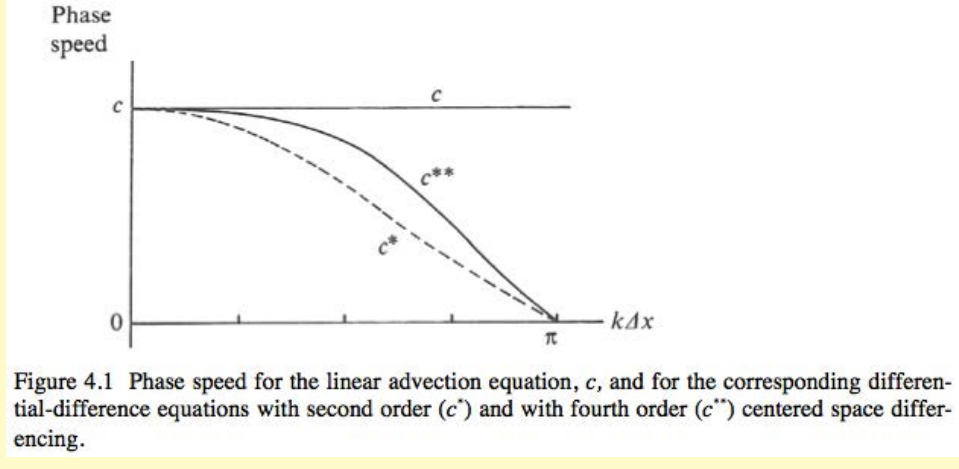 Phase
speed
c
c
c**
c*
0
π
kΔx
Figure 4.1 Phase speed for the linear advection equation, c, and for the corresponding differen-
tial-difference equations with second order (c*) and with fourth order (c**) centered space differ-
encing.